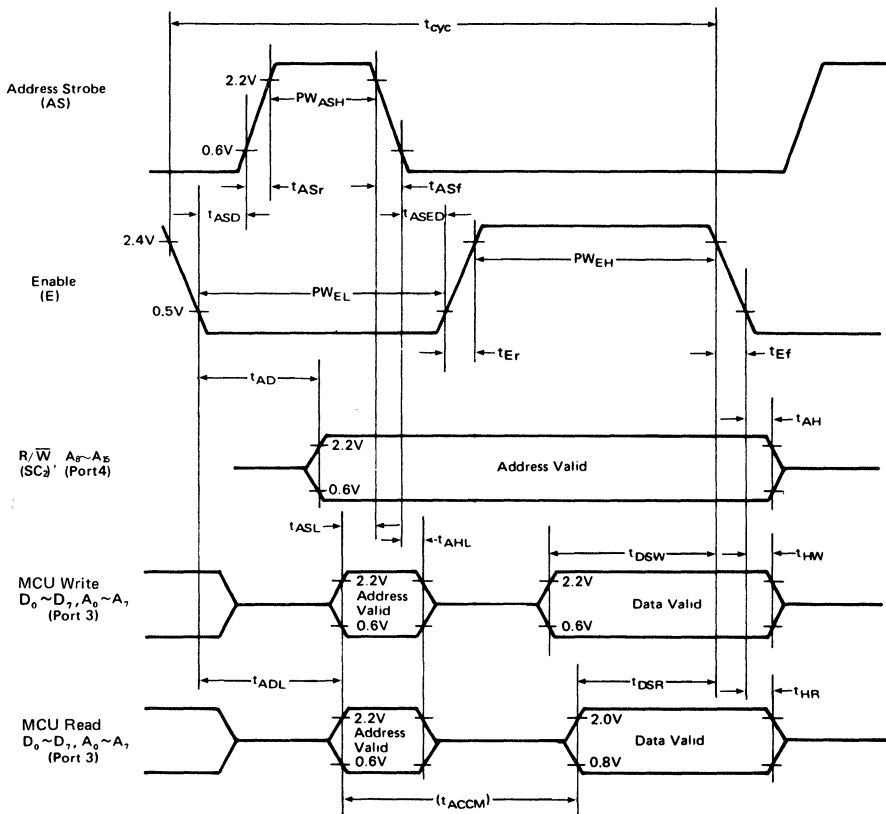 tcyc
Address Strobe
(AS)
2.2V
PWASH
0.6V
tASr
tASf
tASD
tASED
2.4V
Enable
(E)
PWEH
PWEL
0.5V
tEr
tEf
tAD
tAH
R/W̅ A8~A15
(SC2)' (Port4)
2.2V
Address Valid
0.6V
tASL
tAHL
tDSW
tHW
MCU Write
D0~D7, A0~A7
(Port 3)
2.2V
Address
Valid
0.6V
2.2V
Data Valid
0.6V
tADL
tDSR
tHR
MCU Read
D0~D7, A0~A7
(Port 3)
2.2V
Address
Valid
0.6V
2.0V
Data Valid
0.8V
(tACCM)